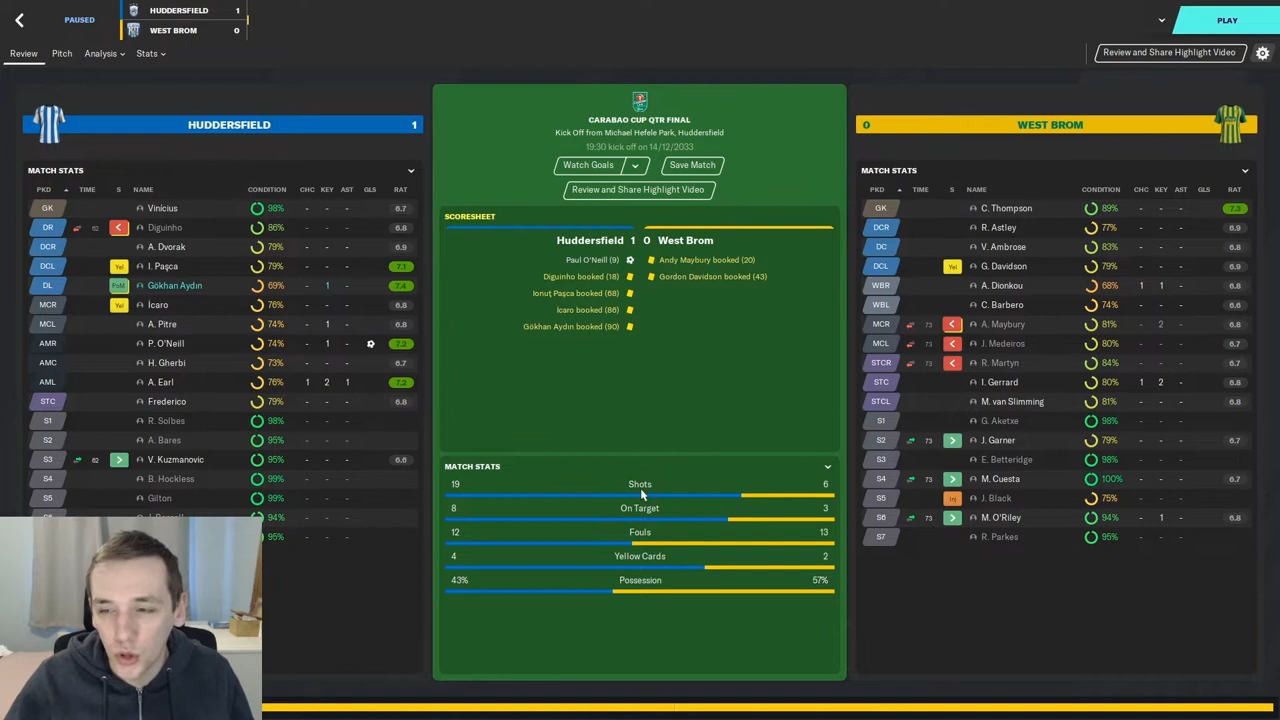 PAUSED
HUDDERSFIELD 1
WEST BROM 0
PLAY
Review Pitch Analysis Stats
Review and Share Highlight Video
HUDDERSFIELD 1
MATCH STATS
PKD TIME S NAME CONDITION CHC KEY AST GLS RAT
GK Vinícius 98% - - - 6.7
DR 62 Diguinho 86% - - - 6.8
DCR A. Dvorak 79% - - - 6.9
DCL Yel I. Paşca 79% - - - 7.1
DL PoM Gökhan Aydın 69% - 1 - 7.4
MCR Yel Ícaro 76% - - - 6.8
MCL A. Pitre 74% - 1 - 6.8
AMR P. O'Neill 74% - 1 - 7.2
AMC H. Gherbi 73% - - - 6.7
AML A. Earl 76% 1 2 1 7.2
STC Frederico 79% - - - 6.8
S1 R. Solbes 98% - - -
S2 A. Bares 95% - - -
S3 62 V. Kuzmanovic 95% - - - 6.6
S4 B. Hockless 99% - - -
S5 Gilton 99% - - -
95%
CARABAO CUP QTR FINAL
Kick Off from Michael Hefele Park, Huddersfield
19:30 kick off on 14/12/2033
Watch Goals Save Match
Review and Share Highlight Video
SCORESHEET
Huddersfield 1 0 West Brom
Paul O'Neill (9) Andy Maybury booked (20)
Diguinho booked (18) Gordon Davidson booked (43)
Ionuţ Paşca booked (68)
Ícaro booked (86)
Gökhan Aydın booked (90)
MATCH STATS
19 Shots 6
8 On Target 3
12 Fouls 13
4 Yellow Cards 2
43% Possession 57%
0 WEST BROM
MATCH STATS
PKD TIME S NAME CONDITION CHC KEY AST GLS RAT
GK C. Thompson 89% - - - 7.3
DCR R. Astley 77% - - - 6.9
DC V. Ambrose 83% - - - 6.8
DCL Yel G. Davidson 79% - - - 6.9
WBR A. Dionkou 68% 1 1 - 6.8
WBL C. Barbero 74% - - - 6.6
MCR 73 A. Maybury 81% - 2 - 6.8
MCL 73 J. Medeiros 80% - - - 6.7
STCR 73 R. Martyn 84% - - - 6.7
STC I. Gerrard 80% 1 2 - 6.8
STCL M. van Slimming 81% - - - 6.8
S1 G. Aketxe 98% - - -
S2 73 J. Garner 79% - - - 6.7
S3 E. Betteridge 98% - - -
S4 73 M. Cuesta 100% - - - 6.7
S5 Inj J. Black 75% - - -
S6 73 M. O'Riley 94% - 1 - 6.8
S7 R. Parkes 95% - - -